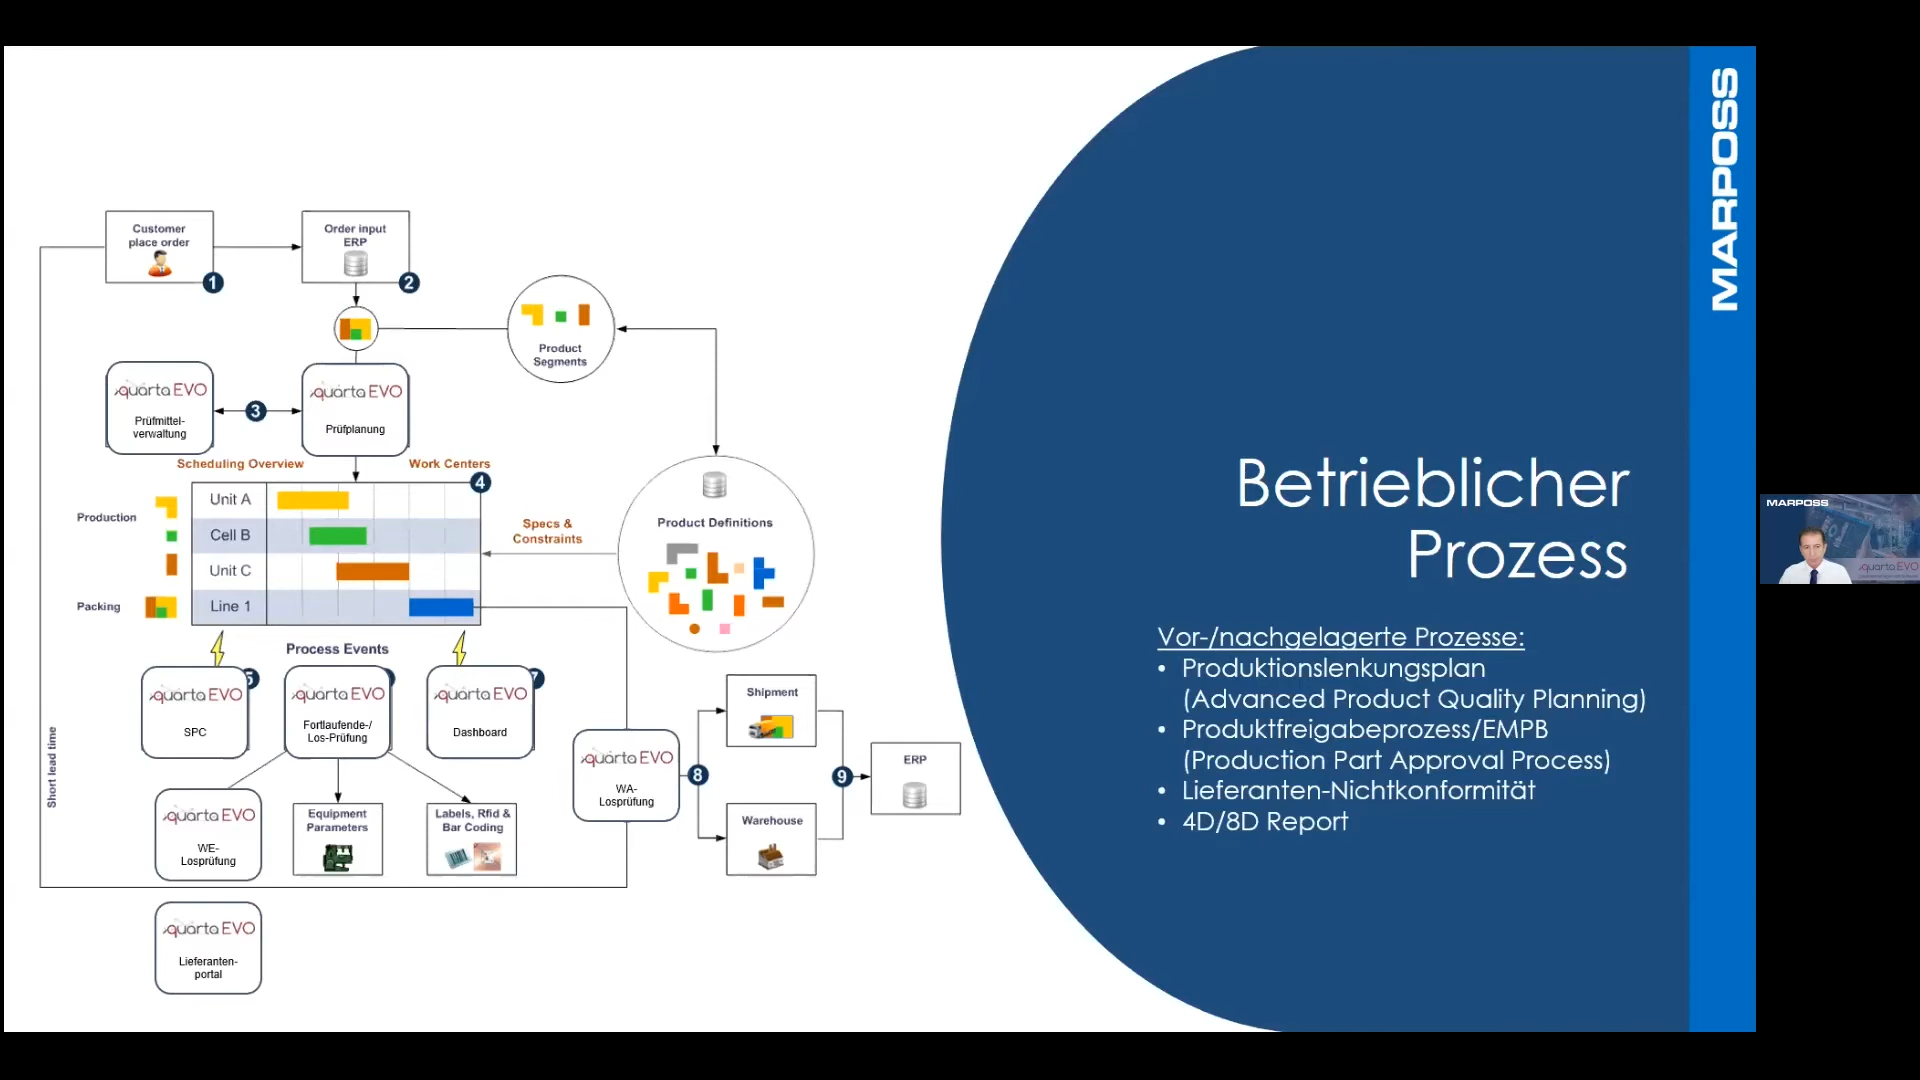 Customer
place order
1
Order input
ERP
2
Product
Segments
quarta EVO
Prüfmittel-
verwaltung
3
quarta EVO
Prüfplanung
Scheduling Overview
Work Centers
4
Production
Packing
Unit A
Cell B
Unit C
Line 1
Specs &
Constraints
Product Definitions
Process Events
quarta EVO
SPC
5
quarta EVO
Fortlaufende-/
Los-Prüfung
quarta EVO
Dashboard
7
Short lead time
quarta EVO
WE-
Losprüfung
Equipment
Parameters
Labels, Rfid &
Bar Coding
quarta EVO
WA-
Losprüfung
8
Shipment
Warehouse
9
ERP
quarta EVO
Lieferanten-
portal
Betrieblicher
Prozess
Vor-/nachgelagerte Prozesse:
• Produktionslenkungsplan
(Advanced Product Quality Planning)
• Produktfreigabeprozess/EMPB
(Production Part Approval Process)
• Lieferanten-Nichtkonformität
• 4D/8D Report
MARPOSS
MARPOSS
quarta EVO